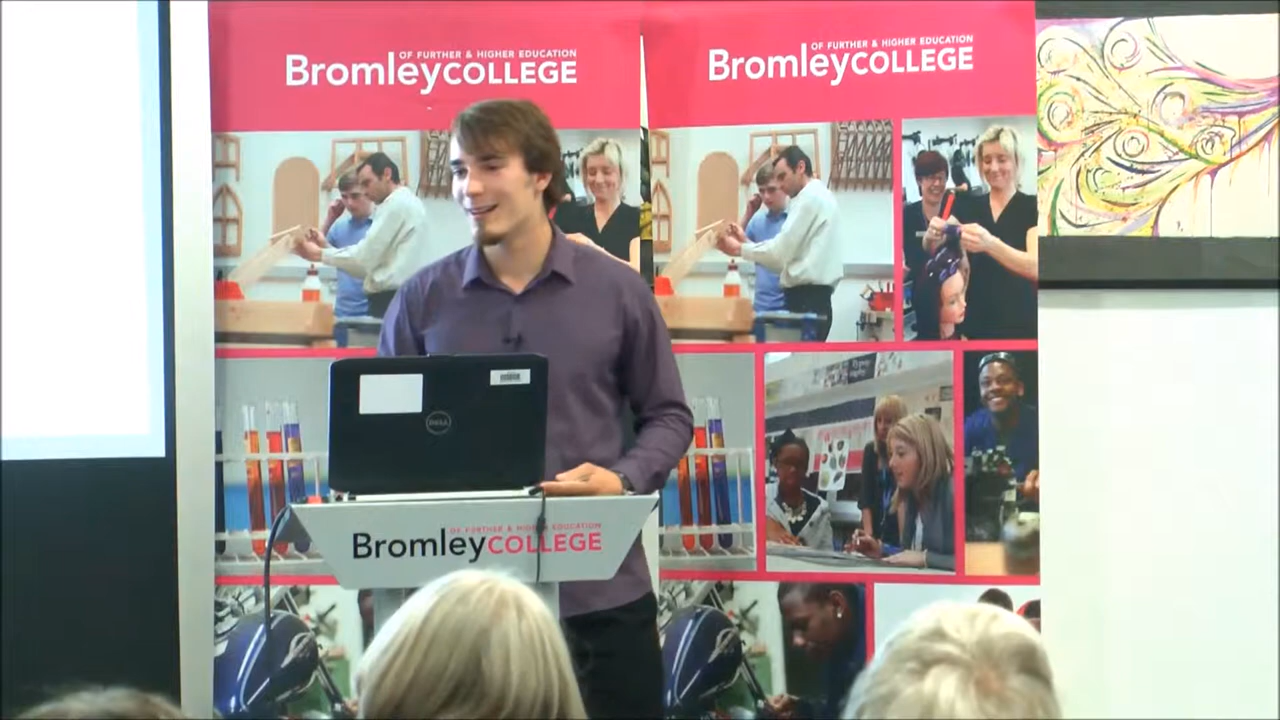 OF FURTHER & HIGHER EDUCATION
BromleyCOLLEGE
OF FURTHER & HIGHER EDUCATION
BromleyCOLLEGE
DELL
OF FURTHER & HIGHER EDUCATION
BromleyCOLLEGE